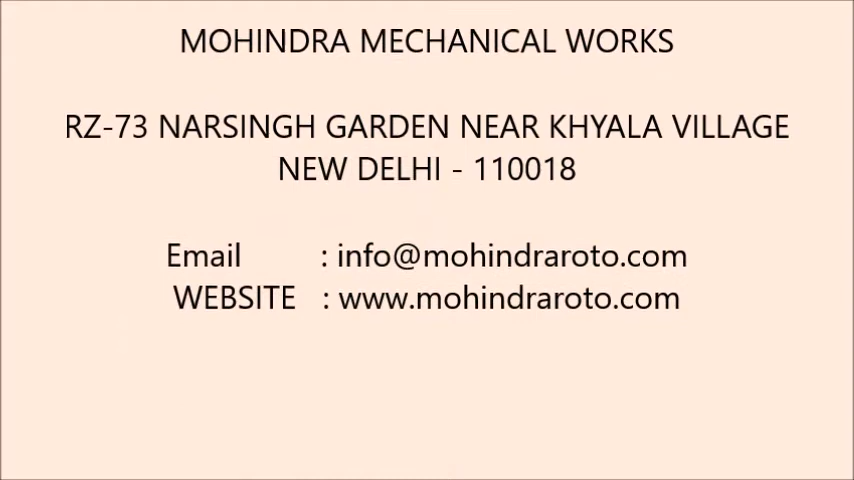 MOHINDRA MECHANICAL WORKS
RZ-73 NARSINGH GARDEN NEAR KHYALA VILLAGE
NEW DELHI - 110018
Email : info@mohindraroto.com
WEBSITE : www.mohindraroto.com